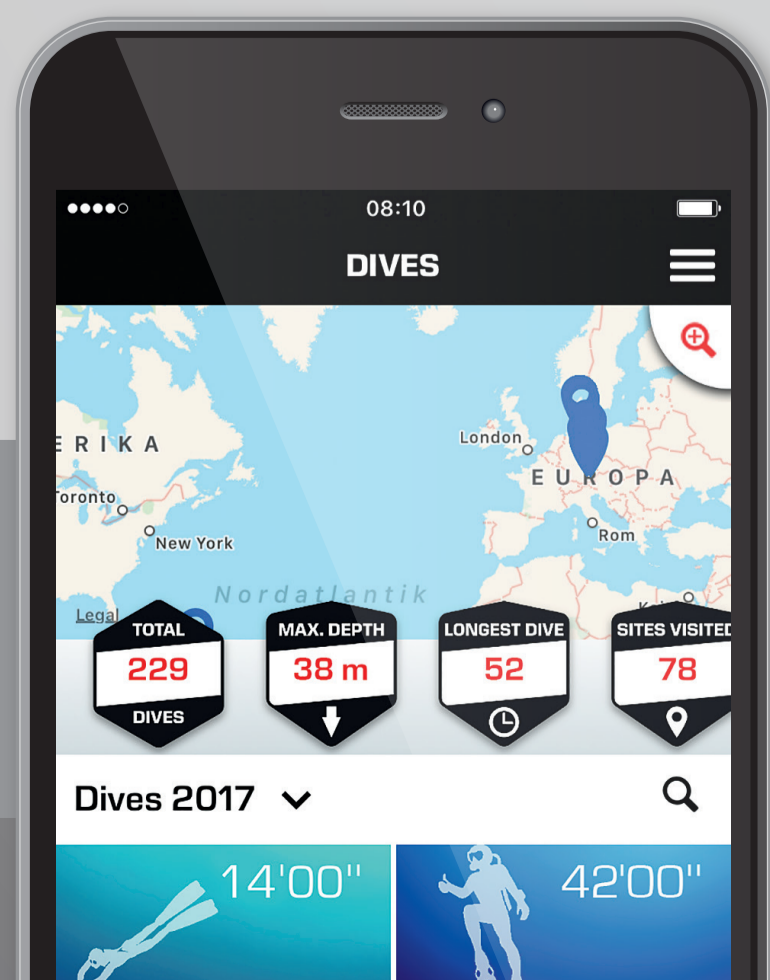 08:10
DIVES
ERIKA
London
EUROPA
Toronto
New York
Rom
Nordatlantik
Legal
TOTAL
229
DIVES
MAX. DEPTH
38 m
LONGEST DIVE
52
SITES VISITED
78
Dives 2017
14'00"
42'00"